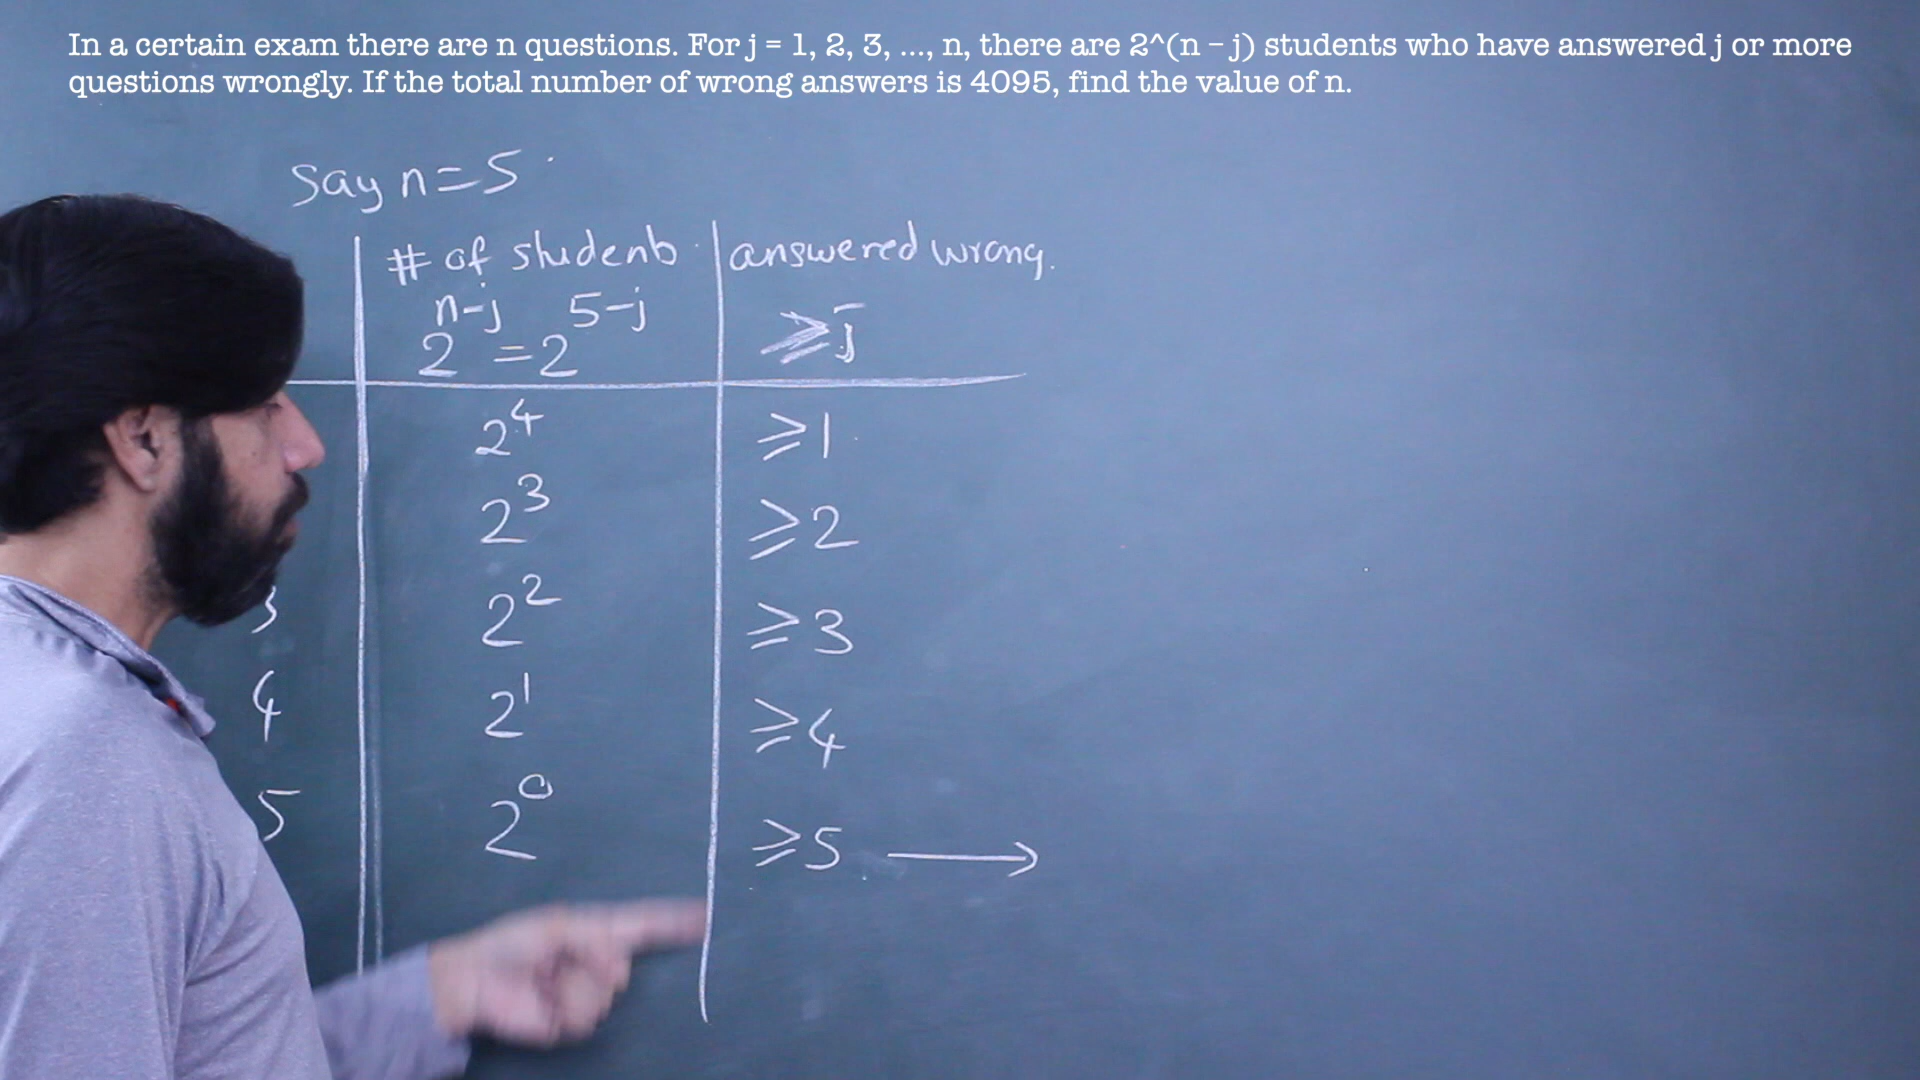 In a certain exam there are n questions. For j = 1, 2, 3, ..., n, there are 2^(n – j) students who have answered j or more
questions wrongly. If the total number of wrong answers is 4095, find the value of n.
Say n=5
# of students answered wrong.
2^(n-j) = 2^(5-j) ≥j
2^4 ≥1
2^3 ≥2
3 2^2 ≥3
4 2^1 ≥4
5 2^0 ≥5 →